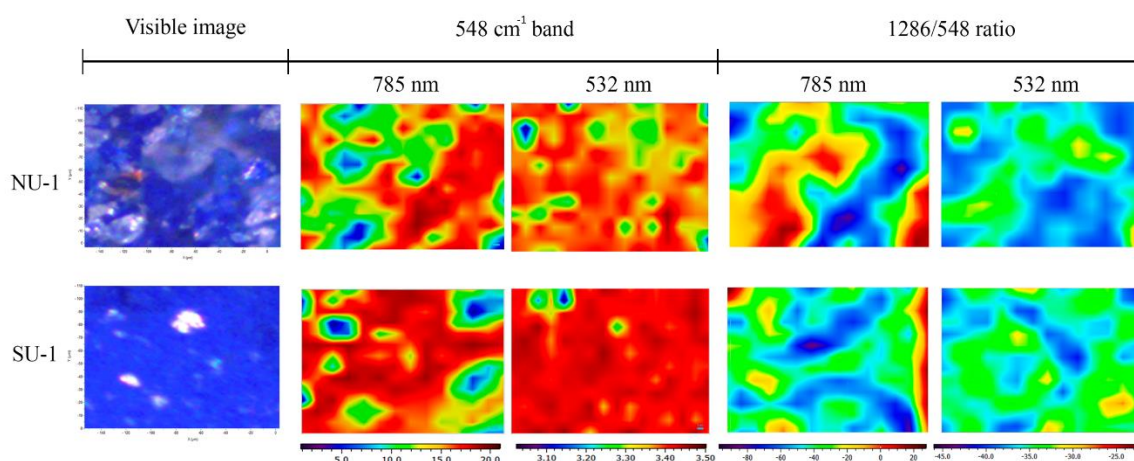 Visible image 548 cm⁻¹ band 1286/548 ratio
785 nm 532 nm 785 nm 532 nm
NU-1
SU-1
5.0 10.0 15.0 20.0 3.10 3.20 3.30 3.40 3.50 -80 -60 -40 -20 0 20 -45.0 -40.0 -35.0 -30.0 -25.0